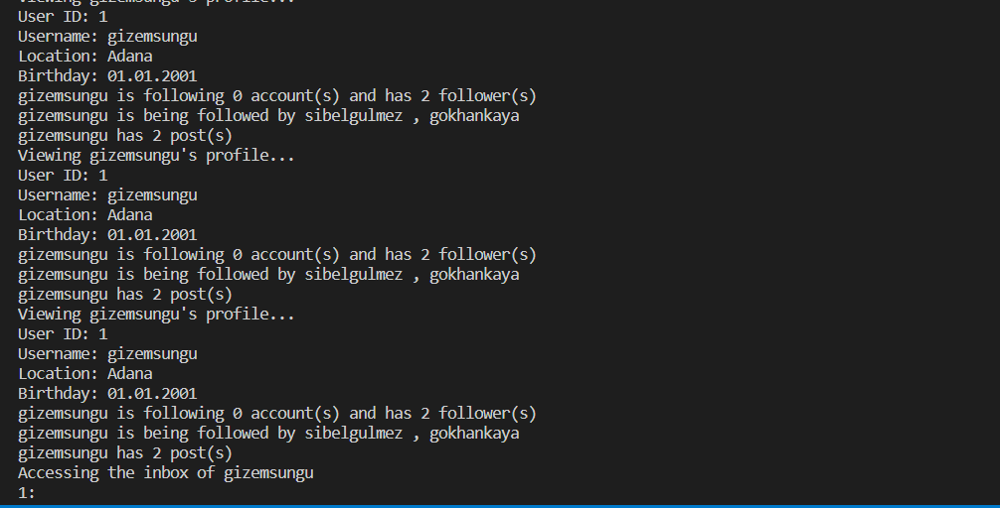 Viewing gizemsungu's profile...
User ID: 1
Username: gizemsungu
Location: Adana
Birthday: 01.01.2001
gizemsungu is following 0 account(s) and has 2 follower(s)
gizemsungu is being followed by sibelgulmez , gokhankaya
gizemsungu has 2 post(s)
Viewing gizemsungu's profile...
User ID: 1
Username: gizemsungu
Location: Adana
Birthday: 01.01.2001
gizemsungu is following 0 account(s) and has 2 follower(s)
gizemsungu is being followed by sibelgulmez , gokhankaya
gizemsungu has 2 post(s)
Viewing gizemsungu's profile...
User ID: 1
Username: gizemsungu
Location: Adana
Birthday: 01.01.2001
gizemsungu is following 0 account(s) and has 2 follower(s)
gizemsungu is being followed by sibelgulmez , gokhankaya
gizemsungu has 2 post(s)
Accessing the inbox of gizemsungu
1: